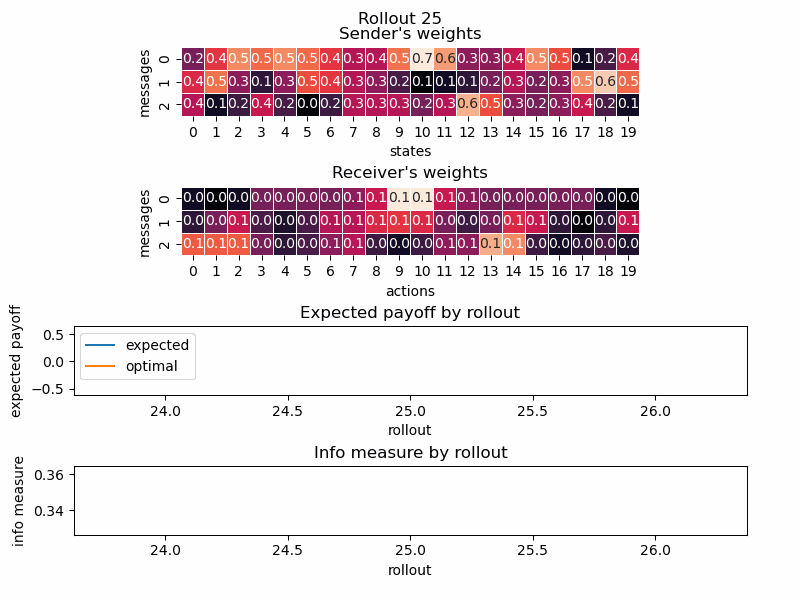 Rollout 25
Sender's weights
messages
0 0.2 0.4 0.5 0.5 0.5 0.5 0.4 0.3 0.4 0.5 0.7 0.6 0.3 0.3 0.4 0.5 0.5 0.1 0.3 0.4
1 0.4 0.5 0.3 0.1 0.3 0.5 0.4 0.3 0.3 0.2 0.1 0.1 0.1 0.2 0.3 0.2 0.3 0.5 0.6 0.5
2 0.4 0.1 0.2 0.4 0.2 0.0 0.2 0.3 0.3 0.3 0.2 0.3 0.6 0.5 0.3 0.2 0.3 0.4 0.2 0.1
0 1 2 3 4 5 6 7 8 9 10 11 12 13 14 15 16 17 18 19
states
Receiver's weights
messages
0 0.0 0.0 0.0 0.0 0.0 0.0 0.0 0.1 0.1 0.1 0.1 0.1 0.1 0.0 0.0 0.0 0.0 0.0 0.0 0.0
1 0.0 0.0 0.1 0.0 0.0 0.0 0.1 0.1 0.1 0.1 0.1 0.0 0.0 0.0 0.1 0.1 0.0 0.0 0.0 0.1
2 0.1 0.1 0.1 0.0 0.0 0.0 0.1 0.1 0.0 0.0 0.0 0.1 0.1 0.1 0.1 0.0 0.0 0.0 0.0 0.0
0 1 2 3 4 5 6 7 8 9 10 11 12 13 14 15 16 17 18 19
actions
Expected payoff by rollout
expected payoff
0.5
0.0
−0.5
expected
optimal
24.0 24.5 25.0 25.5 26.0
rollout
Info measure by rollout
info measure
0.36
0.34
24.0 24.5 25.0 25.5 26.0
rollout